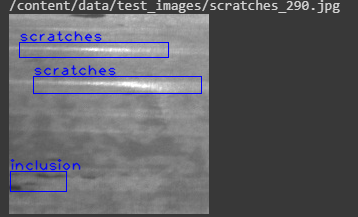 /content/data/test_images/scratches_290.jpg
scratches
scratches
inclusion